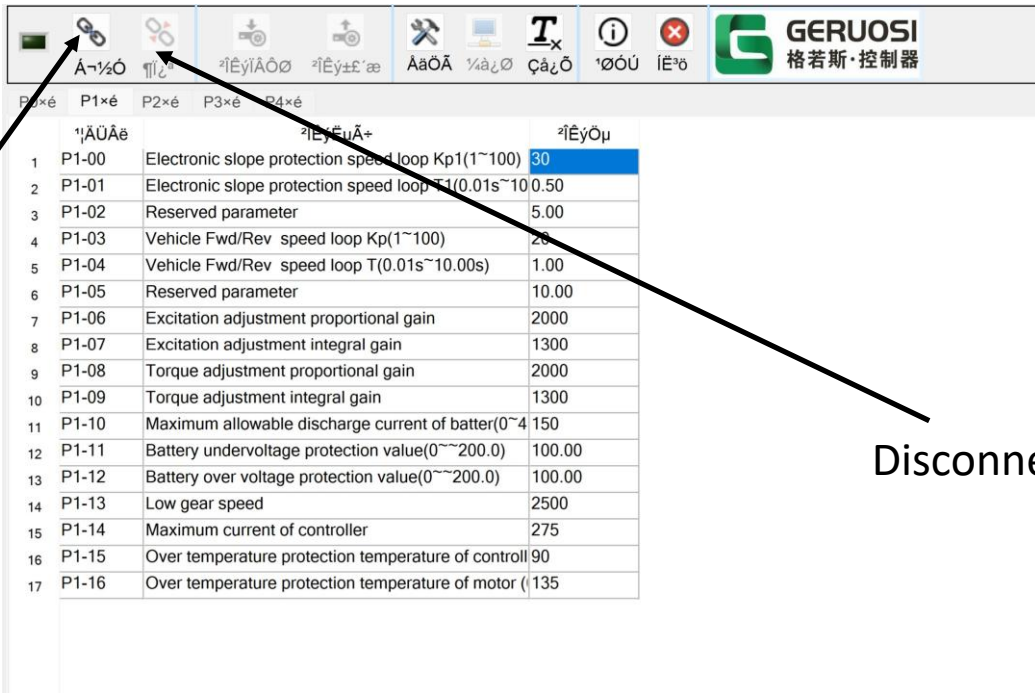 Á¬½Ó ¶Ï¿ª ²ÎÊýÏÂÔØ ²ÎÊý±£´æ ÅäÖÃ ¼à¿Ø Çå¿Õ ¹ØÓÚ ÍË³ö GERUOSI
格若斯·控制器
P1×é P2×é P3×é P4×é
¹¦ÄÜÂë ²ÎÊýËµÃ÷ ²ÎÊýÖµ
1 P1-00 Electronic slope protection speed loop Kp1(1~100) 30
2 P1-01 Electronic slope protection speed loop T1(0.01s~10 0.50
3 P1-02 Reserved parameter 5.00
4 P1-03 Vehicle Fwd/Rev speed loop Kp(1~100) 20
5 P1-04 Vehicle Fwd/Rev speed loop T(0.01s~10.00s) 1.00
6 P1-05 Reserved parameter 10.00
7 P1-06 Excitation adjustment proportional gain 2000
8 P1-07 Excitation adjustment integral gain 1300
9 P1-08 Torque adjustment proportional gain 2000
10 P1-09 Torque adjustment integral gain 1300
11 P1-10 Maximum allowable discharge current of batter(0~4 150
12 P1-11 Battery undervoltage protection value(0~~200.0) 100.00
13 P1-12 Battery over voltage protection value(0~~200.0) 100.00
14 P1-13 Low gear speed 2500
15 P1-14 Maximum current of controller 275
16 P1-15 Over temperature protection temperature of controll 90
17 P1-16 Over temperature protection temperature of motor ( 135
Disconne